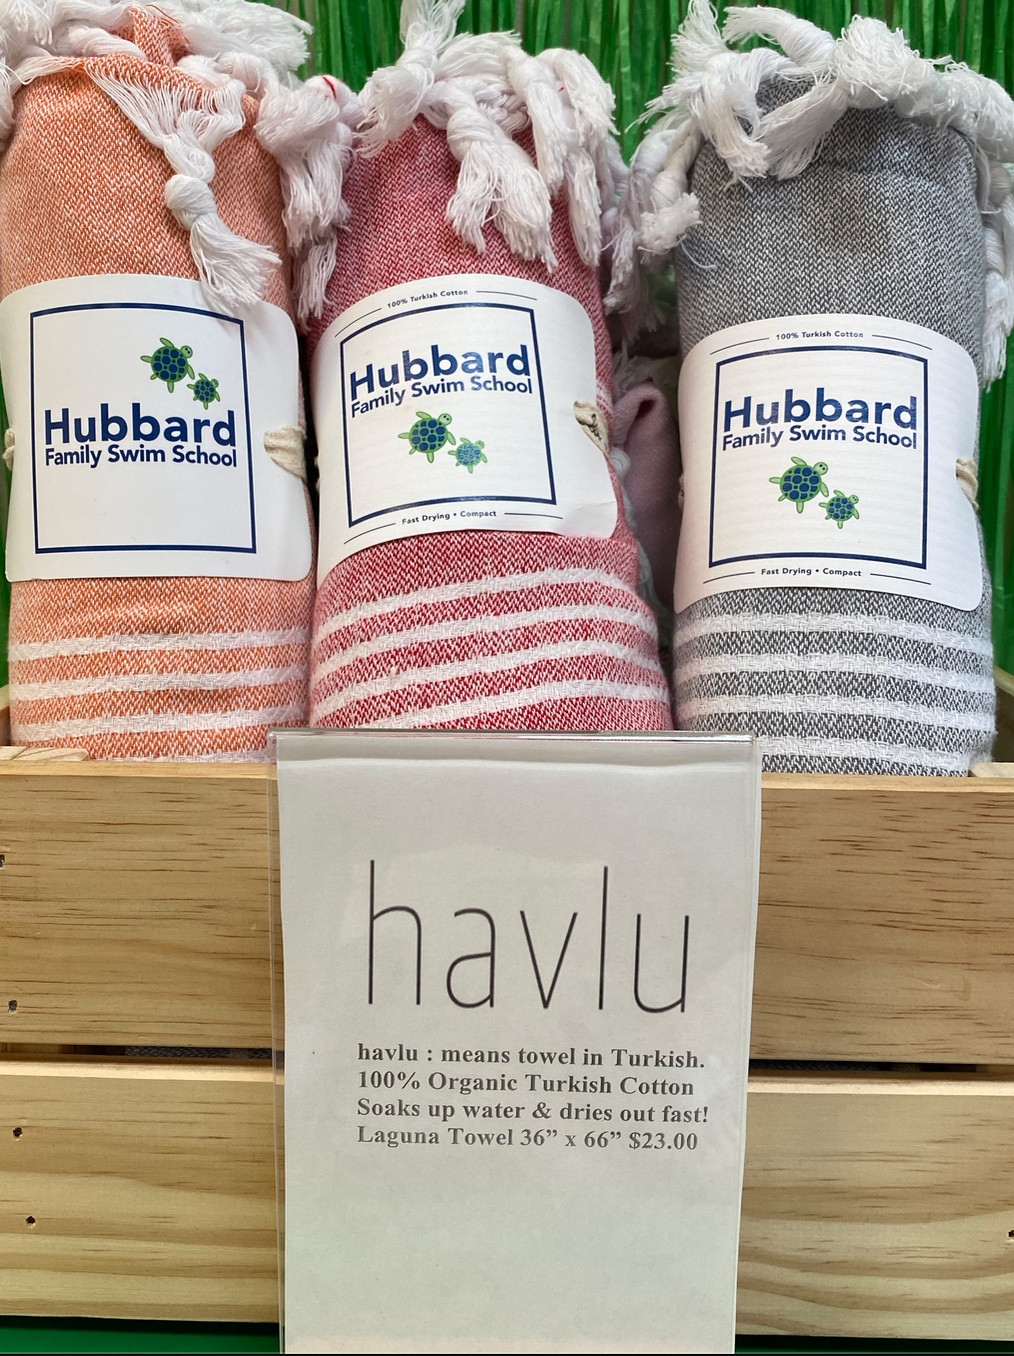 Hubbard
Family Swim School
100% Turkish Cotton
Hubbard
Family Swim School
Fast Drying • Compact
100% Turkish Cotton
Hubbard
Family Swim School
Fast Drying • Compact
havlu
havlu : means towel in Turkish.
100% Organic Turkish Cotton
Soaks up water & dries out fast!
Laguna Towel 36” x 66” $23.00